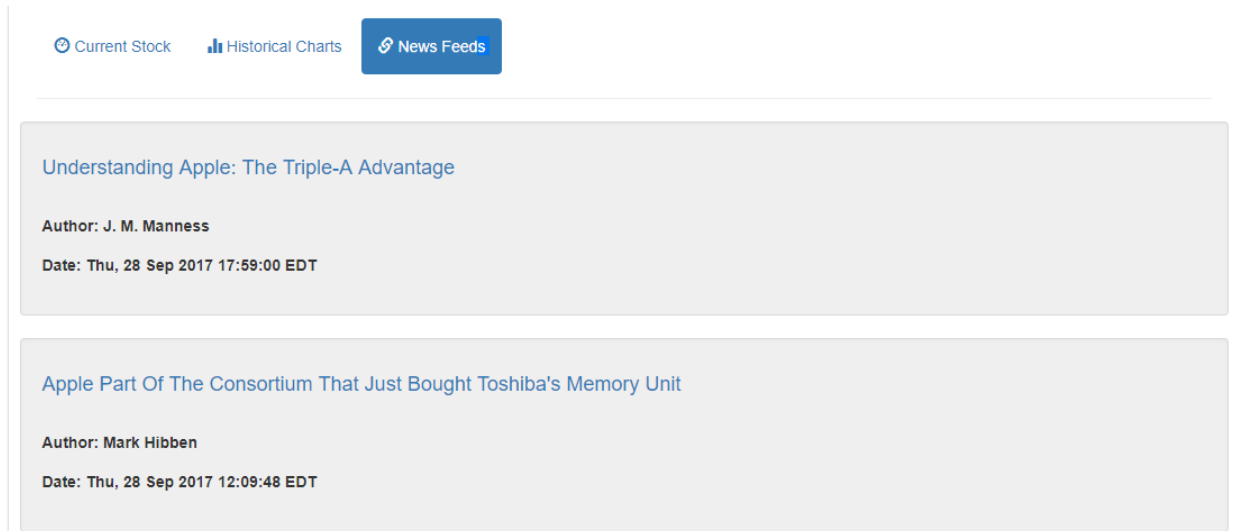 Current Stock Historical Charts News Feeds
Understanding Apple: The Triple-A Advantage
Author: J. M. Manness
Date: Thu, 28 Sep 2017 17:59:00 EDT
Apple Part Of The Consortium That Just Bought Toshiba's Memory Unit
Author: Mark Hibben
Date: Thu, 28 Sep 2017 12:09:48 EDT